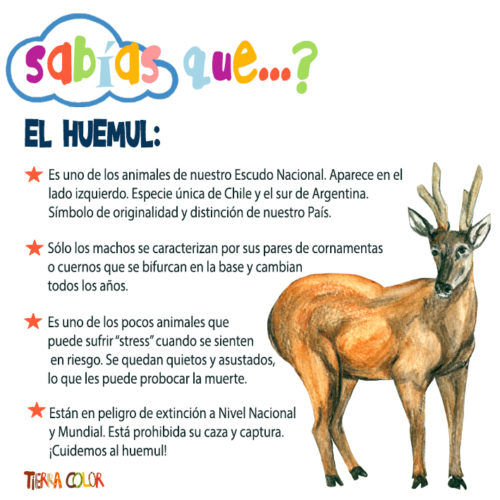 sabías que...?
EL HUEMUL:
Es uno de los animales de nuestro Escudo Nacional. Aparece en el
lado izquierdo. Especie única de Chile y el sur de Argentina.
Símbolo de originalidad y distinción de nuestro País.
Sólo los machos se caracterizan por sus pares de cornamentas
o cuernos que se bifurcan en la base y cambian
todos los años.
Es uno de los pocos animales que
puede sufrir "stress" cuando se sienten
en riesgo. Se quedan quietos y asustados,
lo que les puede probocar la muerte.
Están en peligro de extinción a Nivel Nacional
y Mundial. Está prohibida su caza y captura.
¡Cuidemos al huemul!
TIERRA COLOR